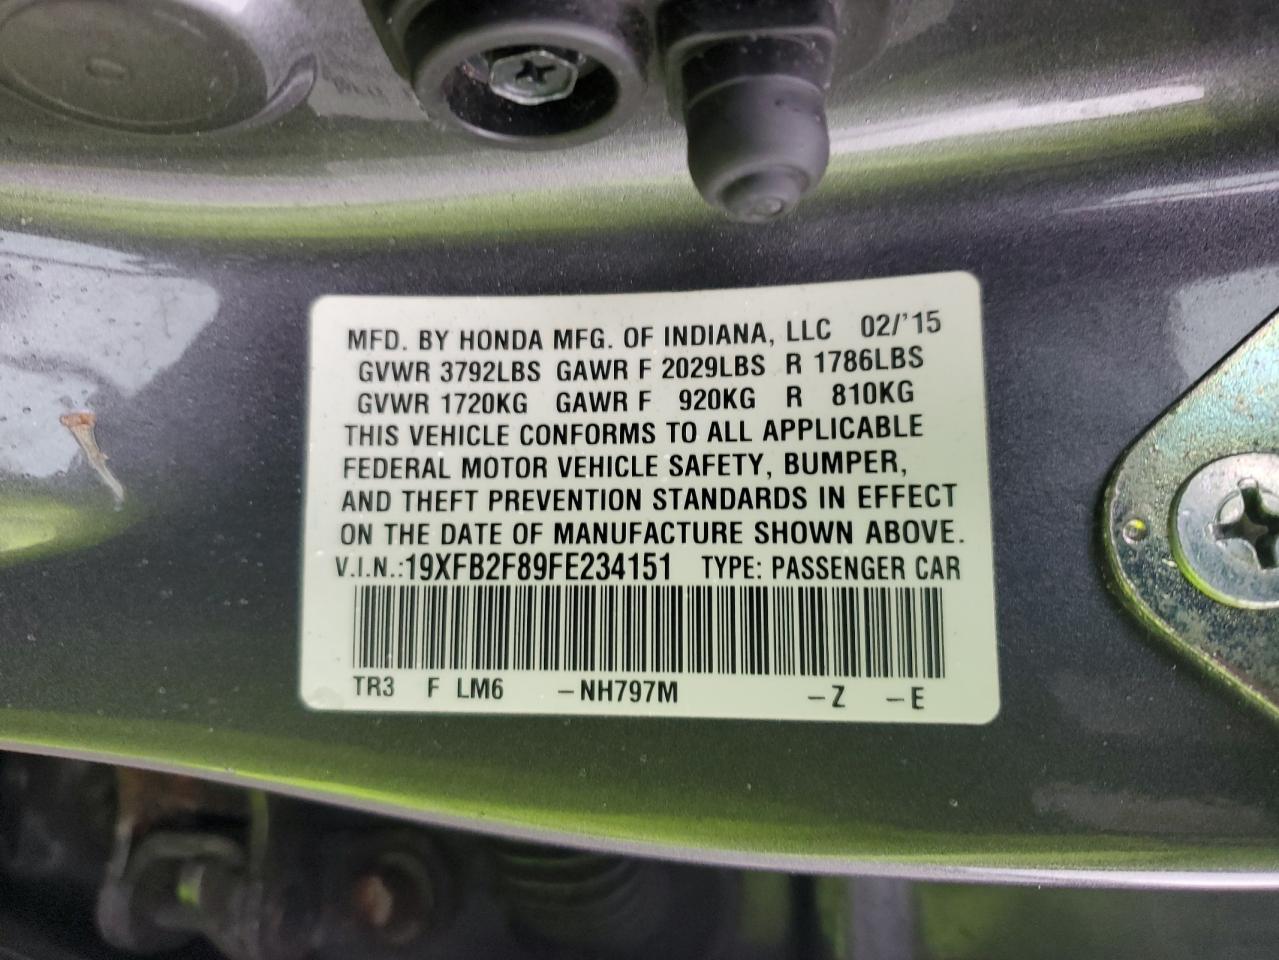 MFD. BY HONDA MFG. OF INDIANA, LLC 02/'15
GVWR 3792LBS GAWR F 2029LBS R 1786LBS
GVWR 1720KG GAWR F 920KG R 810KG
THIS VEHICLE CONFORMS TO ALL APPLICABLE
FEDERAL MOTOR VEHICLE SAFETY, BUMPER,
AND THEFT PREVENTION STANDARDS IN EFFECT
ON THE DATE OF MANUFACTURE SHOWN ABOVE.
V.I.N.:19XFB2F89FE234151 TYPE: PASSENGER CAR
TR3 F LM6 -NH797M -Z -E